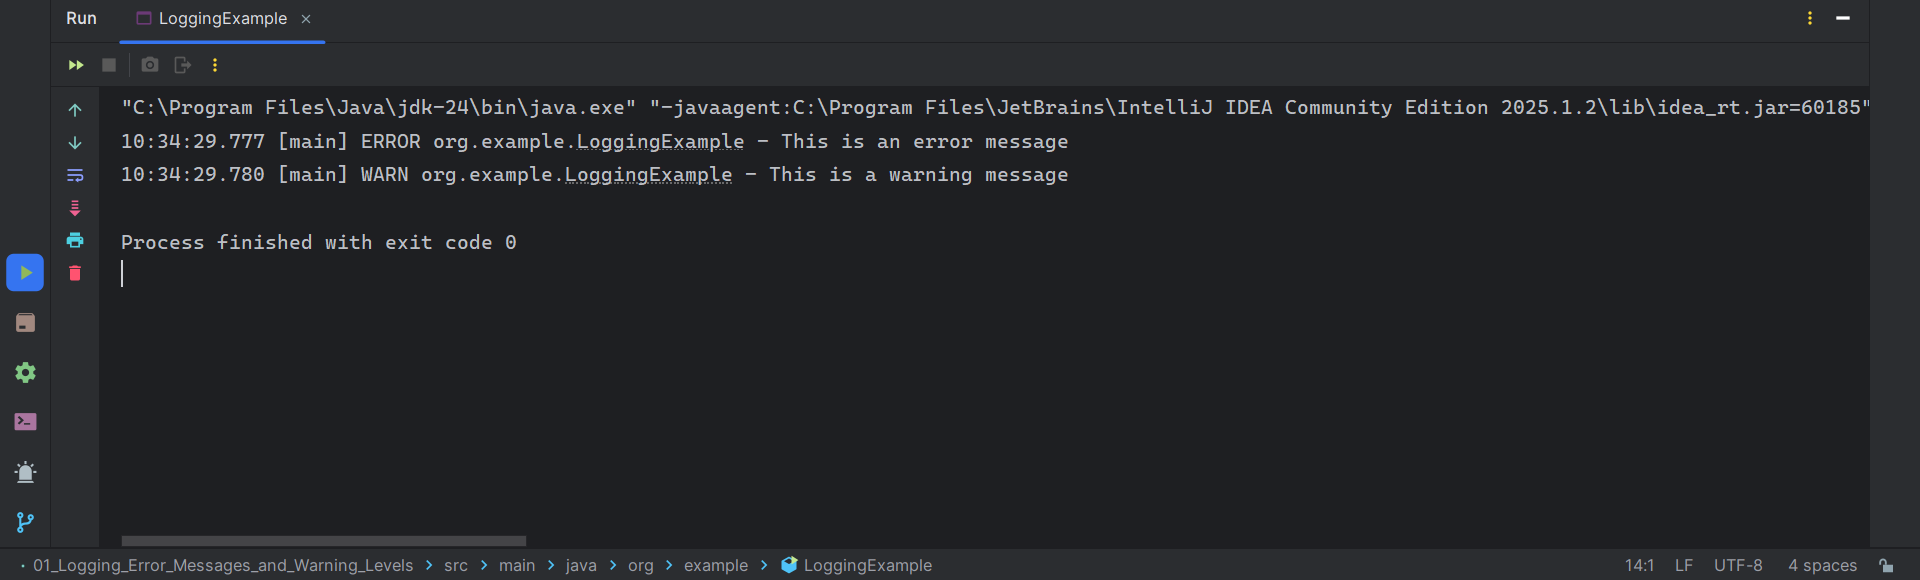 Run LoggingExample
"C:\Program Files\Java\jdk-24\bin\java.exe" "-javaagent:C:\Program Files\JetBrains\IntelliJ IDEA Community Edition 2025.1.2\lib\idea_rt.jar=60185"
10:34:29.777 [main] ERROR org.example.LoggingExample - This is an error message
10:34:29.780 [main] WARN org.example.LoggingExample - This is a warning message
Process finished with exit code 0
01_Logging_Error_Messages_and_Warning_Levels > src > main > java > org > example > LoggingExample 14:1 LF UTF-8 4 spaces